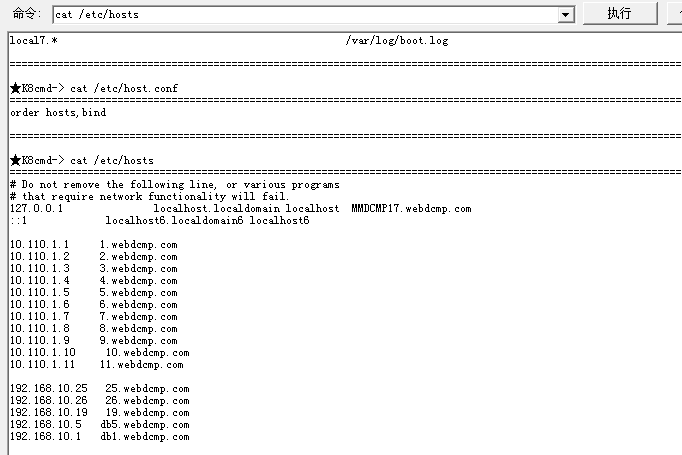 命令: cat /etc/hosts 执行
local7.* /var/log/boot.log
================================================================================================================
★K8cmd-> cat /etc/host.conf
================================================================================================================
order hosts,bind
================================================================================================================
★K8cmd-> cat /etc/hosts
================================================================================================================
# Do not remove the following line, or various programs
# that require network functionality will fail.
127.0.0.1 localhost.localdomain localhost MMDCMP17.webdcmp.com
::1 localhost6.localdomain6 localhost6
10.110.1.1 1.webdcmp.com
10.110.1.2 2.webdcmp.com
10.110.1.3 3.webdcmp.com
10.110.1.4 4.webdcmp.com
10.110.1.5 5.webdcmp.com
10.110.1.6 6.webdcmp.com
10.110.1.7 7.webdcmp.com
10.110.1.8 8.webdcmp.com
10.110.1.9 9.webdcmp.com
10.110.1.10 10.webdcmp.com
10.110.1.11 11.webdcmp.com
192.168.10.25 25.webdcmp.com
192.168.10.26 26.webdcmp.com
192.168.10.19 19.webdcmp.com
192.168.10.5 db5.webdcmp.com
192.168.10.1 db1.webdcmp.com